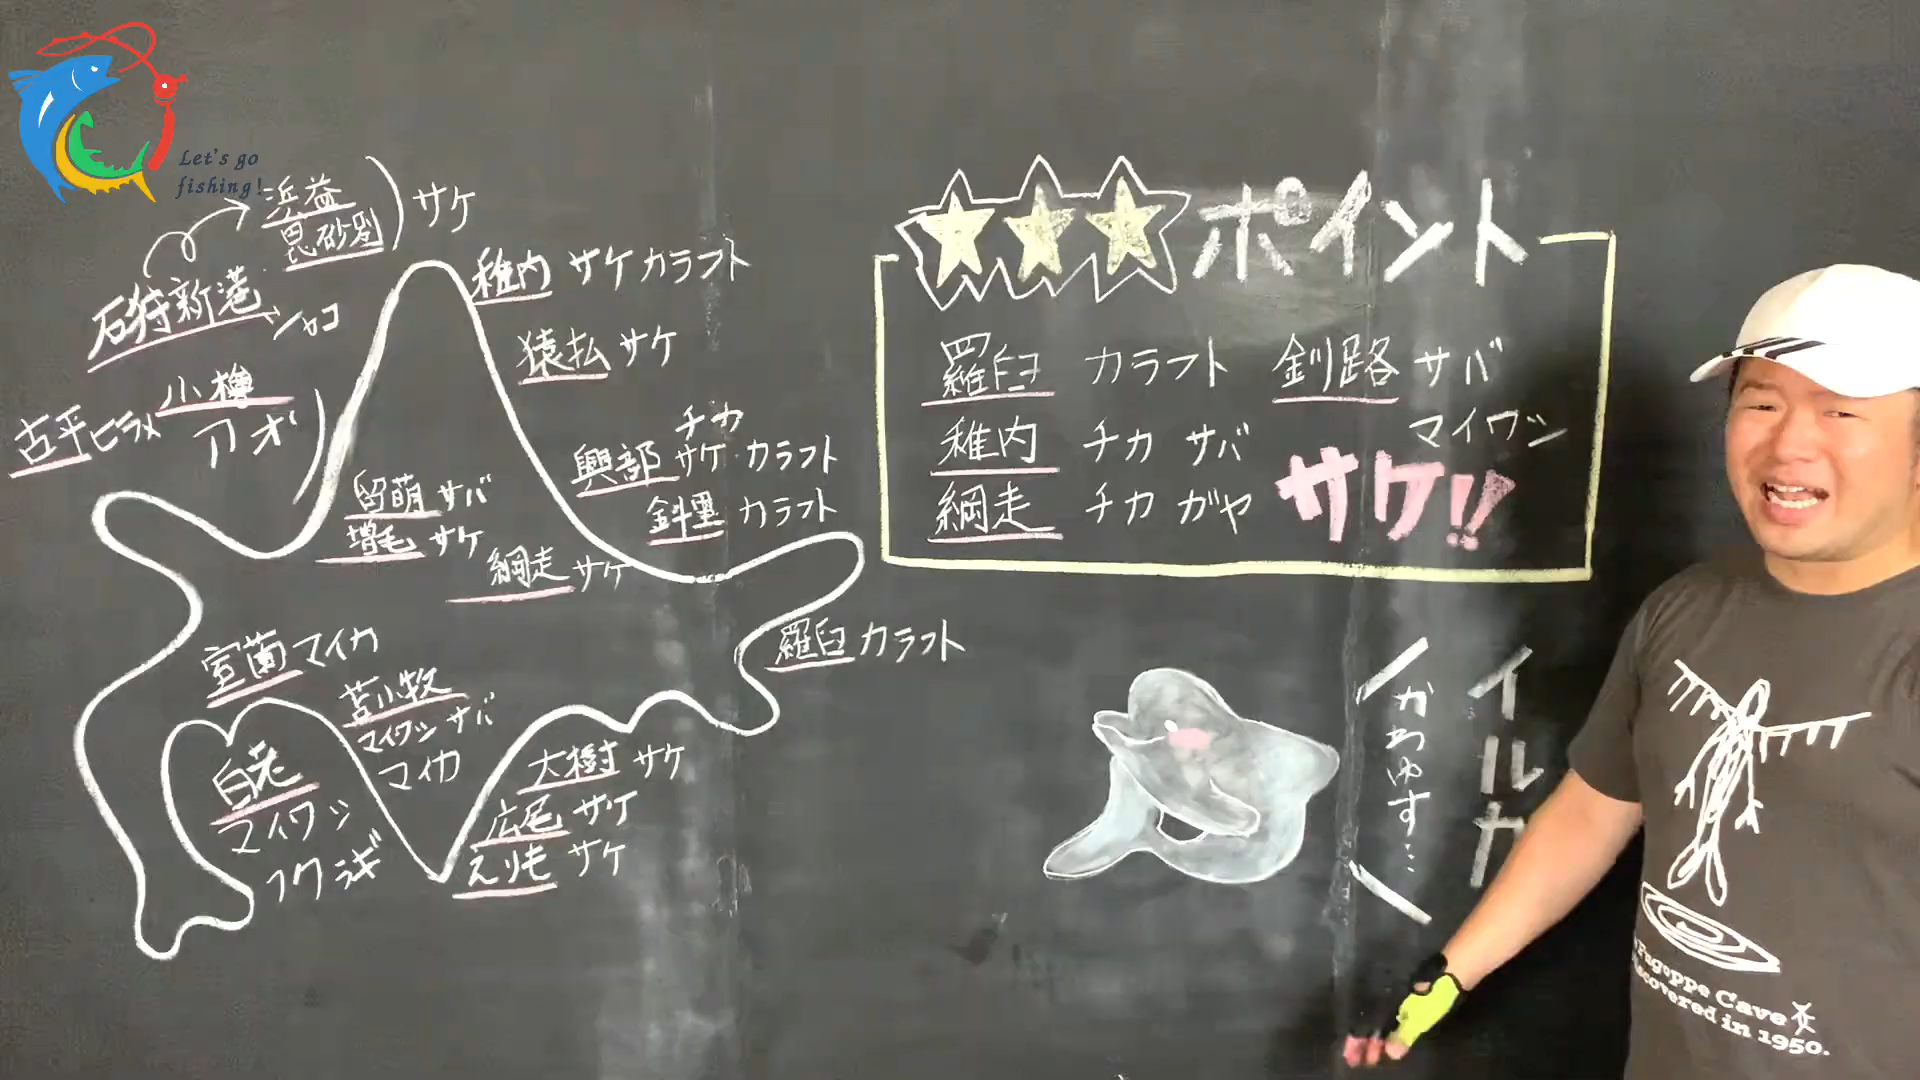 Let's go
fishing!
浜益
サケ
石狩新港
シャコ
小樽
アオ
古平 ヒラメ
稚内 サケ カラフト
猿払 サケ
チカ
興部 サケ カラフト
斜里 カラフト
留萌 サバ
増毛 サケ
網走 サケ
羅臼 カラフト
室蘭 マイカ
苫小牧
マイワシ サバ
マイカ
白老
マイワシ
フクラギ
大樹 サケ
広尾 サケ
えりも サケ
★★★ポイント
羅臼 カラフト 釧路 サバ
マイワシ
稚内 チカ サバ
網走 チカ ガヤ
サケ!!
イルカ
かわゆす…
Fugoppe Cave
Discovered in 1950.